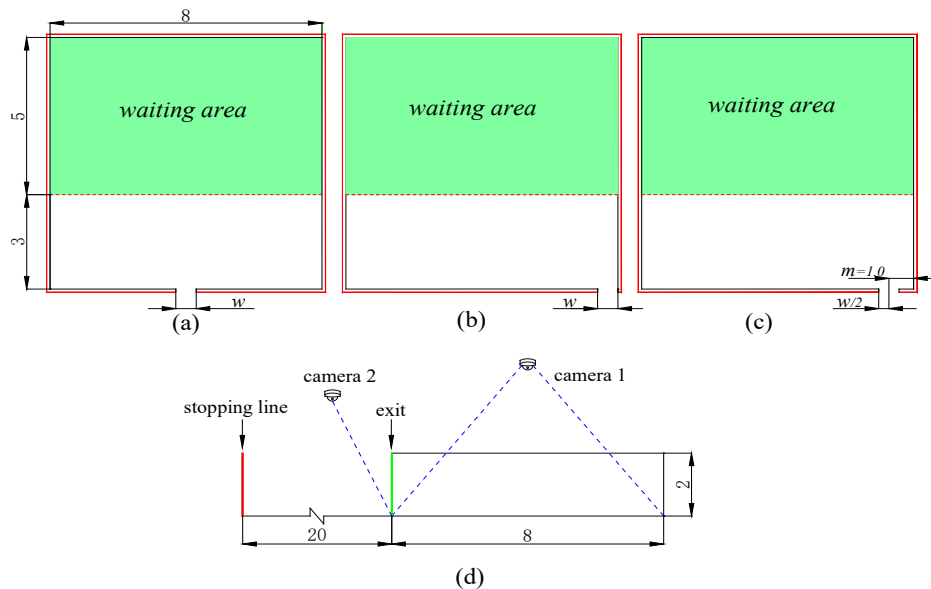 8
waiting area
waiting area
waiting area
5
3
m=1.0
w
w
w/2
(a)
(b)
(c)
camera 2
camera 1
stopping line
exit
2
20
8
(d)